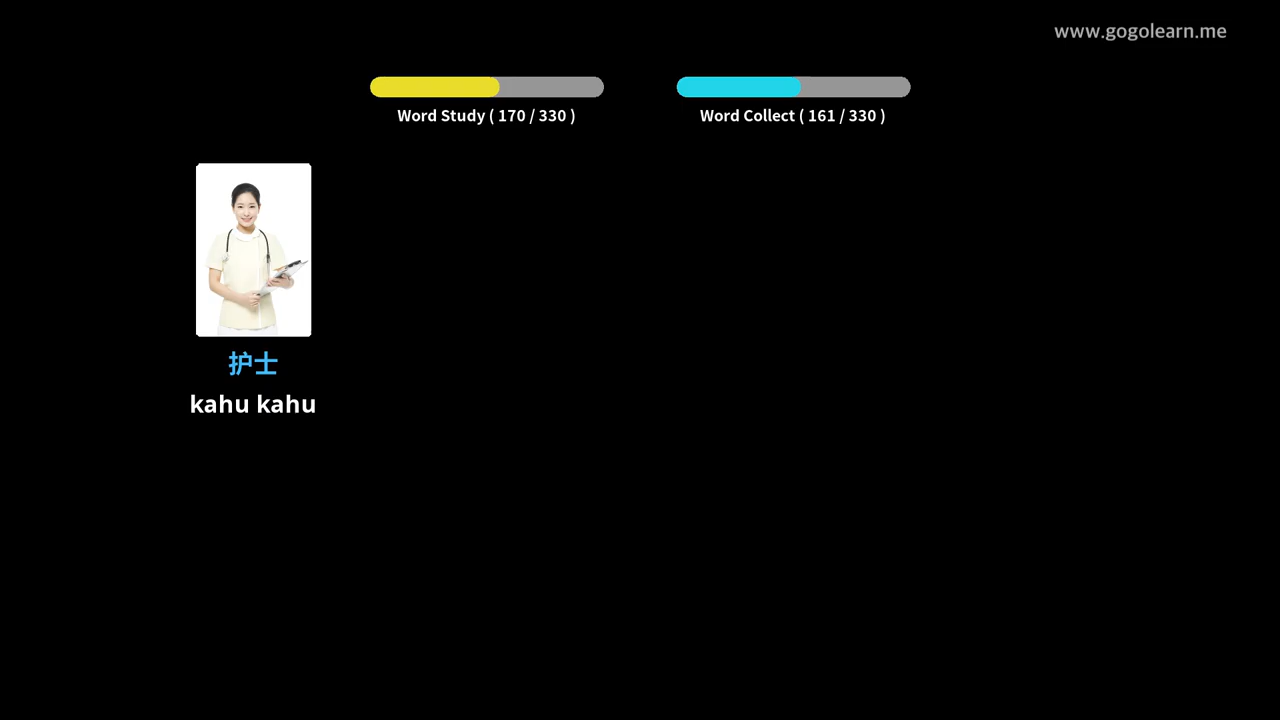 www.gogolearn.me
Word Study ( 170 / 330 )
Word Collect ( 161 / 330 )
护士
kahu kahu